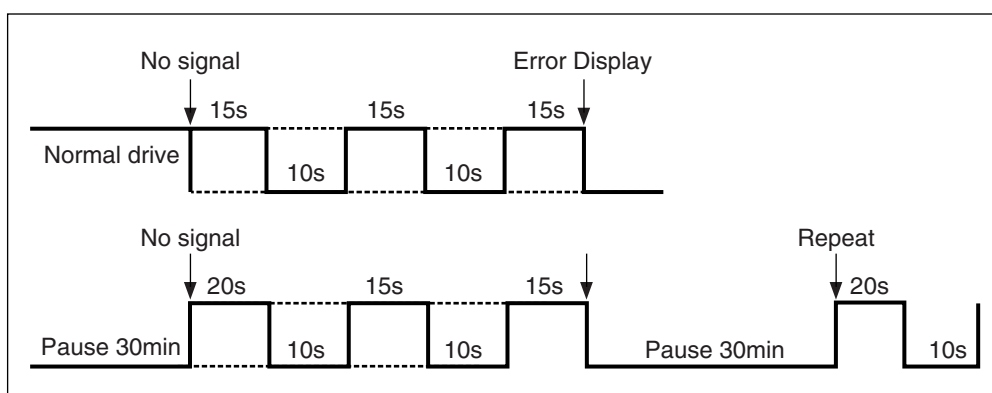 No signal Error Display
15s 15s 15s
Normal drive
10s 10s
No signal Repeat
20s 15s 15s 20s
Pause 30min 10s 10s Pause 30min 10s